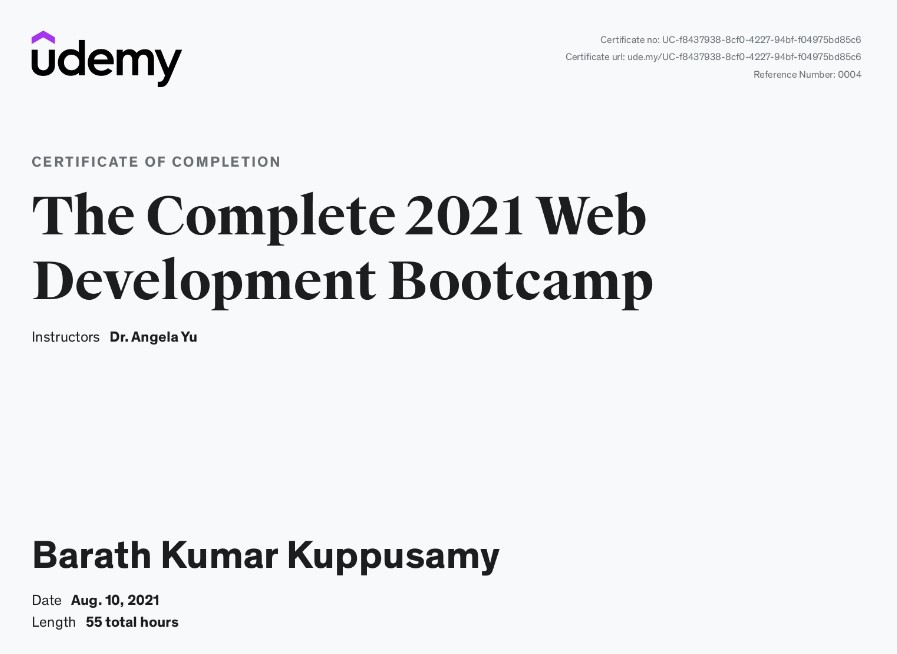 udemy
Certificate no: UC-f8437938-8cf0-4227-94bf-f04975bd85c6
Certificate url: ude.my/UC-f8437938-8cf0-4227-94bf-f04975bd85c6
Reference Number: 0004
CERTIFICATE OF COMPLETION
The Complete 2021 Web
Development Bootcamp
Instructors Dr. Angela Yu
Barath Kumar Kuppusamy
Date Aug. 10, 2021
Length 55 total hours